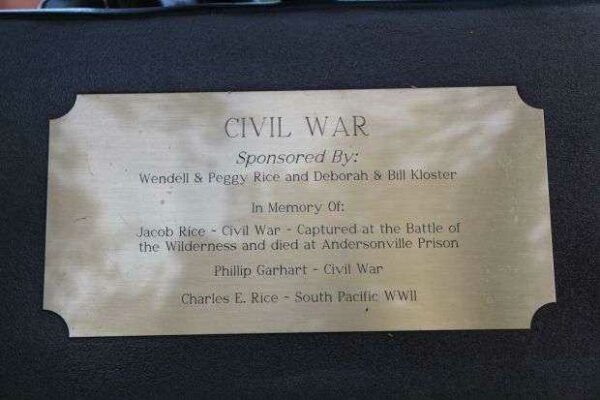 CIVIL WAR
Sponsored By:
Wendell & Peggy Rice and Deborah & Bill Kloster
In Memory Of:
Jacob Rice - Civil War - Captured at the Battle of
the Wilderness and died at Andersonville Prison
Phillip Garhart - Civil War
Charles E. Rice - South Pacific WWII